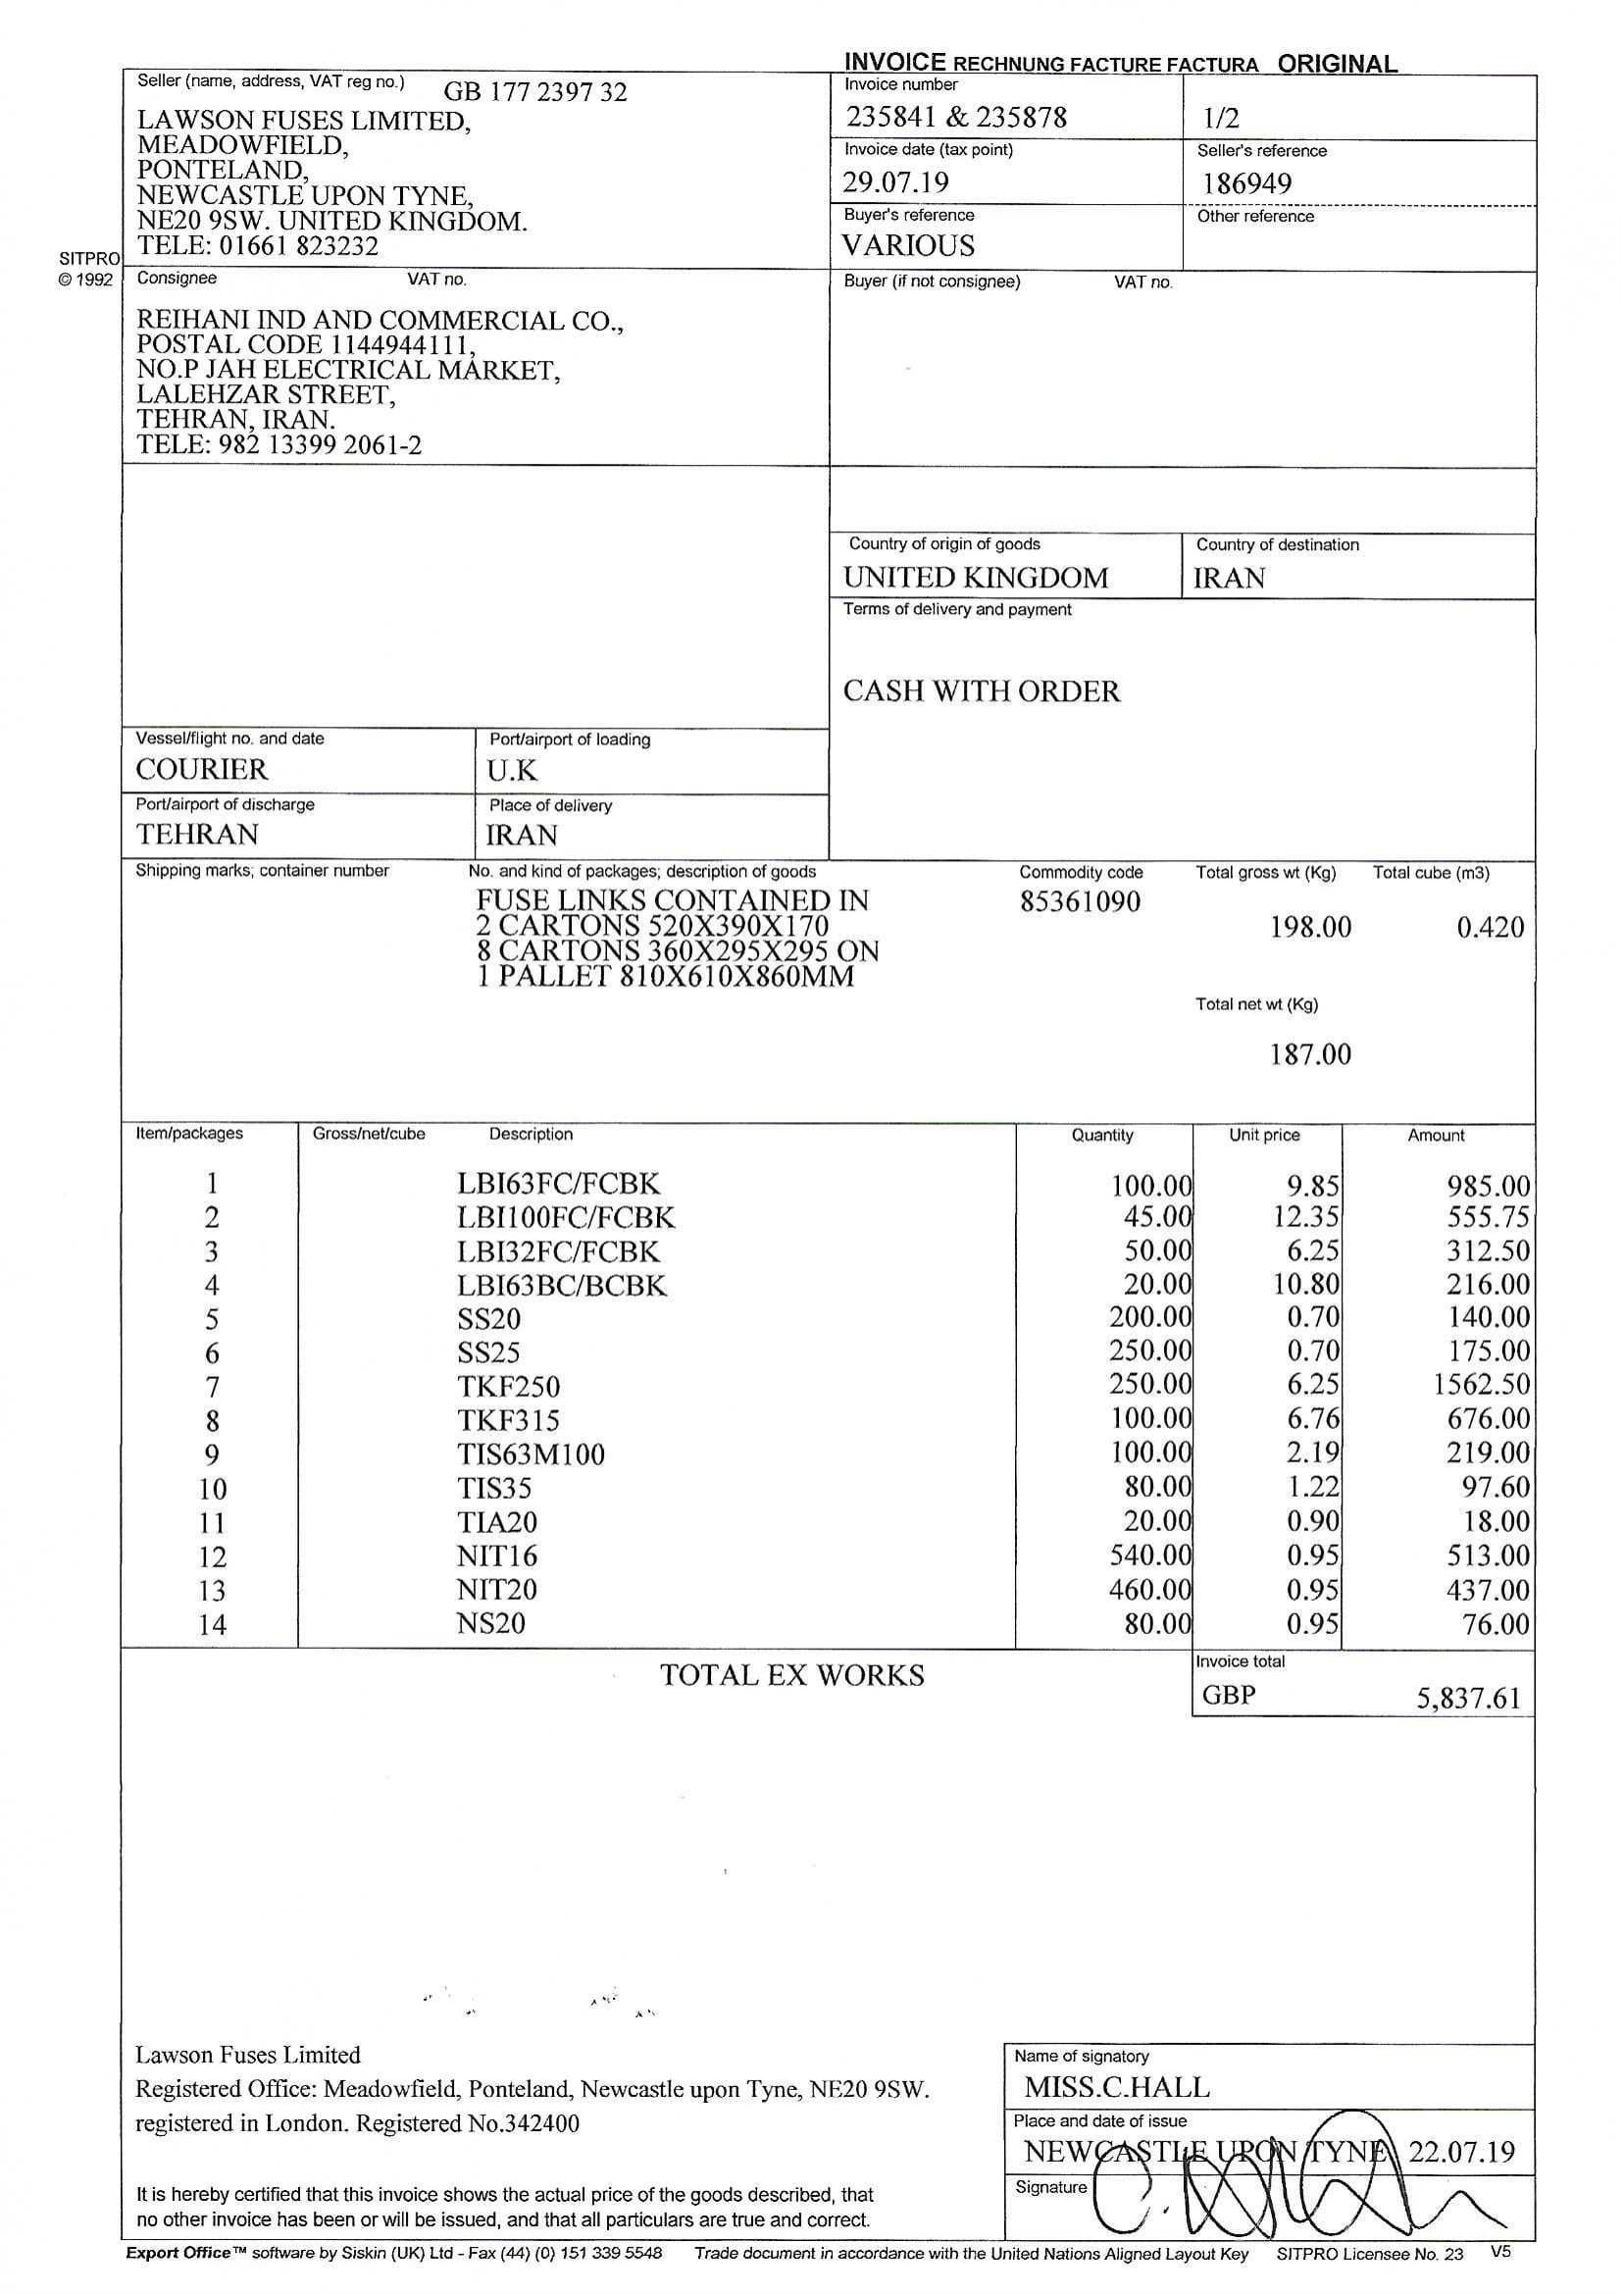 INVOICE RECHNUNG FACTURE FACTURA ORIGINAL
Seller (name, address, VAT reg no.) GB 177 2397 32
LAWSON FUSES LIMITED,
MEADOWFIELD,
PONTELAND,
NEWCASTLE UPON TYNE,
NE20 9SW. UNITED KINGDOM.
TELE: 01661 823232
Invoice number
235841 & 235878 1/2
Invoice date (tax point) Seller's reference
29.07.19 186949
Buyer's reference Other reference
VARIOUS
SITPRO
© 1992
Consignee VAT no.
REIHANI IND AND COMMERCIAL CO.,
POSTAL CODE 1144944111,
NO.P JAH ELECTRICAL MARKET,
LALEHZAR STREET,
TEHRAN, IRAN.
TELE: 982 13399 2061-2
Buyer (if not consignee) VAT no.
Country of origin of goods Country of destination
UNITED KINGDOM IRAN
Terms of delivery and payment
CASH WITH ORDER
Vessel/flight no. and date Port/airport of loading
COURIER U.K
Port/airport of discharge Place of delivery
TEHRAN IRAN
Shipping marks; container number No. and kind of packages; description of goods Commodity code Total gross wt (Kg) Total cube (m3)
FUSE LINKS CONTAINED IN 85361090
2 CARTONS 520X390X170 198.00 0.420
8 CARTONS 360X295X295 ON
1 PALLET 810X610X860MM
Total net wt (Kg)
187.00
Item/packages Gross/net/cube Description Quantity Unit price Amount
1 LBI63FC/FCBK 100.00 9.85 985.00
2 LBI100FC/FCBK 45.00 12.35 555.75
3 LBI32FC/FCBK 50.00 6.25 312.50
4 LBI63BC/BCBK 20.00 10.80 216.00
5 SS20 200.00 0.70 140.00
6 SS25 250.00 0.70 175.00
7 TKF250 250.00 6.25 1562.50
8 TKF315 100.00 6.76 676.00
9 TIS63M100 100.00 2.19 219.00
10 TIS35 80.00 1.22 97.60
11 TIA20 20.00 0.90 18.00
12 NIT16 540.00 0.95 513.00
13 NIT20 460.00 0.95 437.00
14 NS20 80.00 0.95 76.00
TOTAL EX WORKS
Invoice total
GBP 5,837.61
Lawson Fuses Limited
Registered Office: Meadowfield, Ponteland, Newcastle upon Tyne, NE20 9SW.
registered in London. Registered No.342400
Name of signatory
MISS.C.HALL
Place and date of issue
NEWCASTLE UPON TYNE 22.07.19
Signature
It is hereby certified that this invoice shows the actual price of the goods described, that
no other invoice has been or will be issued, and that all particulars are true and correct.
Export Office™ software by Siskin (UK) Ltd - Fax (44) (0) 151 339 5548 Trade document in accordance with the United Nations Aligned Layout Key SITPRO Licensee No. 23 V5